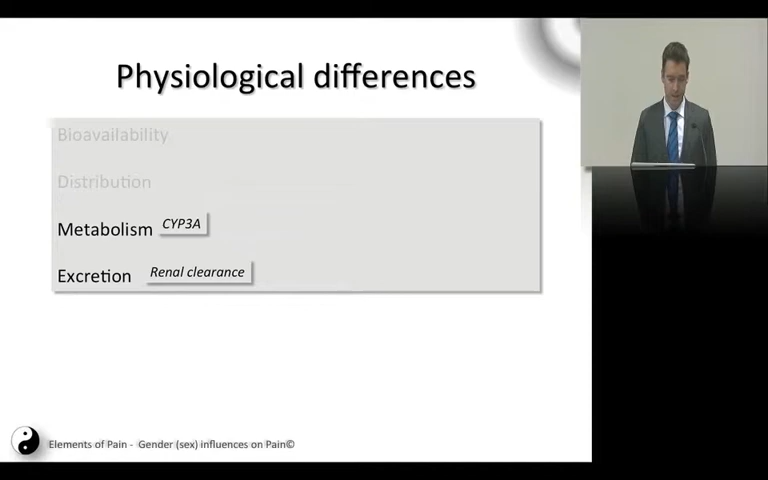 Physiological differences
Bioavailability
Distribution
Metabolism CYP3A
Excretion Renal clearance
Elements of Pain - Gender (sex) influences on Pain©